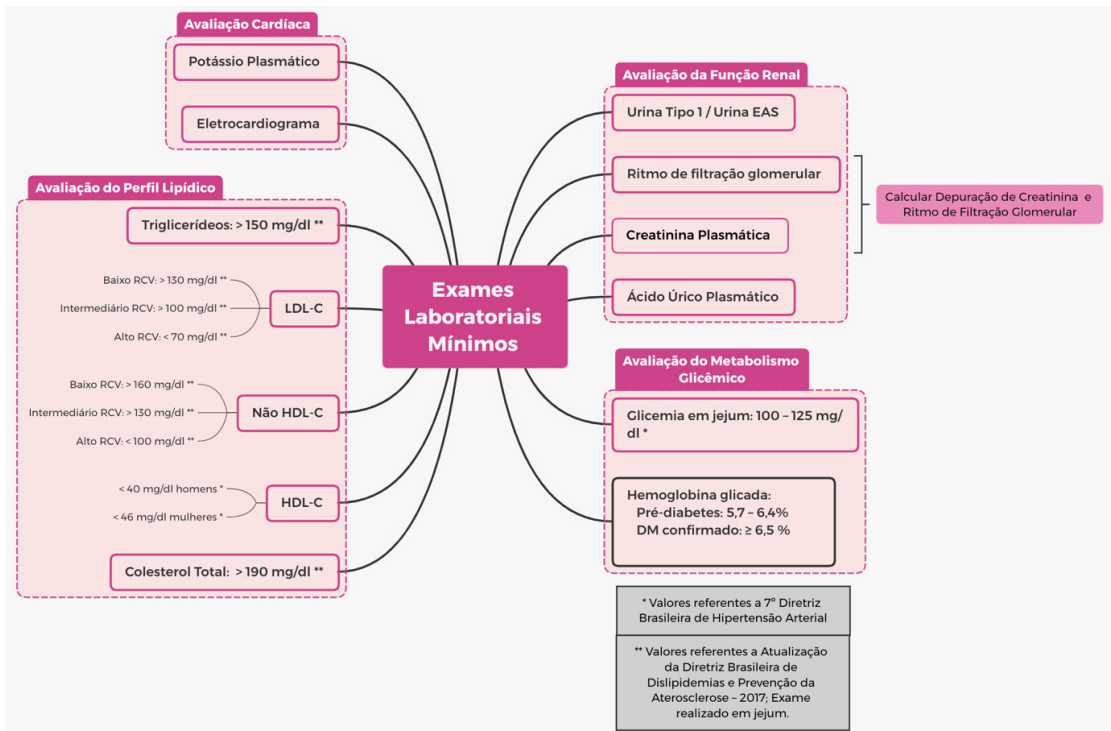 Avaliação Cardíaca
Potássio Plasmático
Eletrocardiograma
Avaliação do Perfil Lipídico
Triglicerídeos: > 150 mg/dl **
Baixo RCV: > 130 mg/dl **
Intermediário RCV: > 100 mg/dl **
Alto RCV: < 70 mg/dl **
LDL-C
Baixo RCV: > 160 mg/dl **
Intermediário RCV: > 130 mg/dl **
Alto RCV: < 100 mg/dl **
Não HDL-C
< 40 mg/dl homens *
< 46 mg/dl mulheres *
HDL-C
Colesterol Total: > 190 mg/dl **
Exames
Laboratoriais
Mínimos
Avaliação da Função Renal
Urina Tipo 1 / Urina EAS
Ritmo de filtração glomerular
Creatinina Plasmática
Ácido Úrico Plasmático
Calcular Depuração de Creatinina e
Ritmo de Filtração Glomerular
Avaliação do Metabolismo
Glicêmico
Glicemia em jejum: 100 – 125 mg/
dl *
Hemoglobina glicada:
Pré-diabetes: 5,7 – 6,4%
DM confirmado: ≥ 6,5 %
* Valores referentes a 7º Diretriz
Brasileira de Hipertensão Arterial
** Valores referentes a Atualização
da Diretriz Brasileira de
Dislipidemias e Prevenção da
Aterosclerose – 2017; Exame
realizado em jejum.